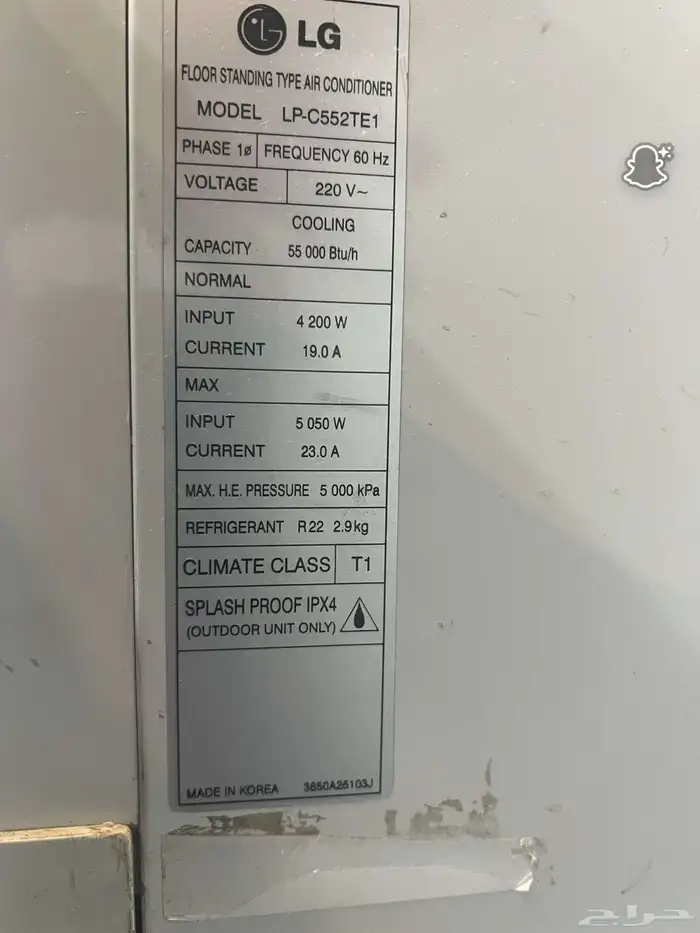 LG
FLOOR STANDING TYPE AIR CONDITIONER
MODEL LP-C552TE1
PHASE 1ø FREQUENCY 60 Hz
VOLTAGE 220 V~
COOLING
CAPACITY 55 000 Btu/h
NORMAL
INPUT 4 200 W
CURRENT 19.0 A
MAX
INPUT 5 050 W
CURRENT 23.0 A
MAX. H.E. PRESSURE 5 000 kPa
REFRIGERANT R22 2.9kg
CLIMATE CLASS T1
SPLASH PROOF IPX4
(OUTDOOR UNIT ONLY)
MADE IN KOREA 3850A25103J
حراج